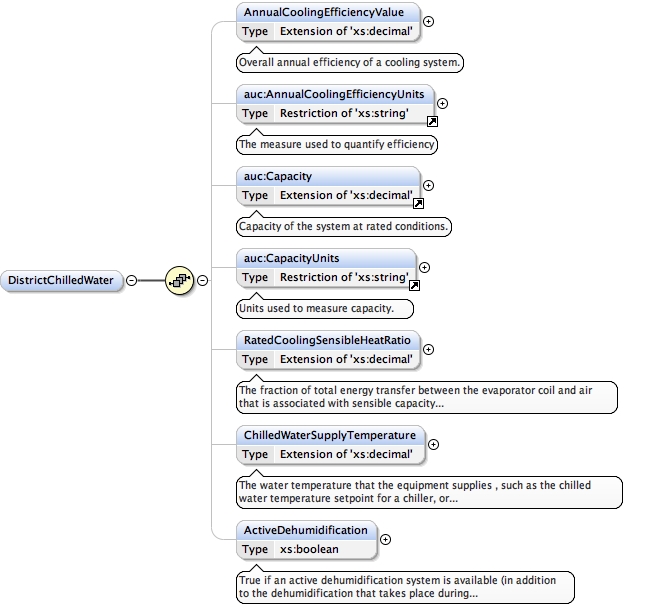 AnnualCoolingEfficiencyValue
Type Extension of 'xs:decimal'
Overall annual efficiency of a cooling system.
auc:AnnualCoolingEfficiencyUnits
Type Restriction of 'xs:string'
The measure used to quantify efficiency
auc:Capacity
Type Extension of 'xs:decimal'
Capacity of the system at rated conditions.
auc:CapacityUnits
Type Restriction of 'xs:string'
DistrictChilledWater
Units used to measure capacity.
RatedCoolingSensibleHeatRatio
Type Extension of 'xs:decimal'
The fraction of total energy transfer between the evaporator coil and air
that is associated with sensible capacity...
ChilledWaterSupplyTemperature
Type Extension of 'xs:decimal'
The water temperature that the equipment supplies , such as the chilled
water temperature setpoint for a chiller, or...
ActiveDehumidification
Type xs:boolean
True if an active dehumidification system is available (in addition
to the dehumidification that takes place during...